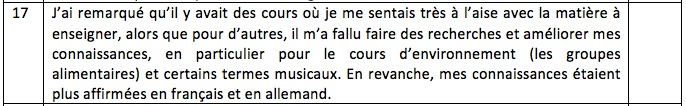 17 J'ai remarqué qu'il y avait des cours où je me sentais très à l'aise avec la matière à
enseigner, alors que pour d'autres, il m'a fallu faire des recherches et améliorer mes
connaissances, en particulier pour le cours d'environnement (les groupes
alimentaires) et certains termes musicaux. En revanche, mes connaissances étaient
plus affirmées en français et en allemand.